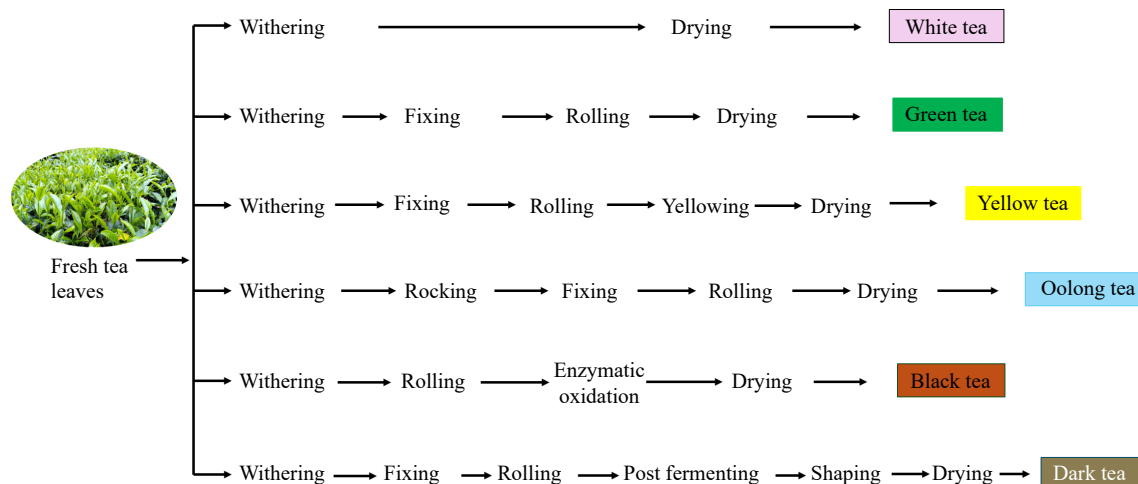 Withering Drying White tea
Withering Fixing Rolling Drying Green tea
Withering Fixing Rolling Yellowing Drying Yellow tea
Fresh tea
leaves
Withering Rocking Fixing Rolling Drying Oolong tea
Withering Rolling Enzymatic
oxidation Drying Black tea
Withering Fixing Rolling Post fermenting Shaping Drying Dark tea